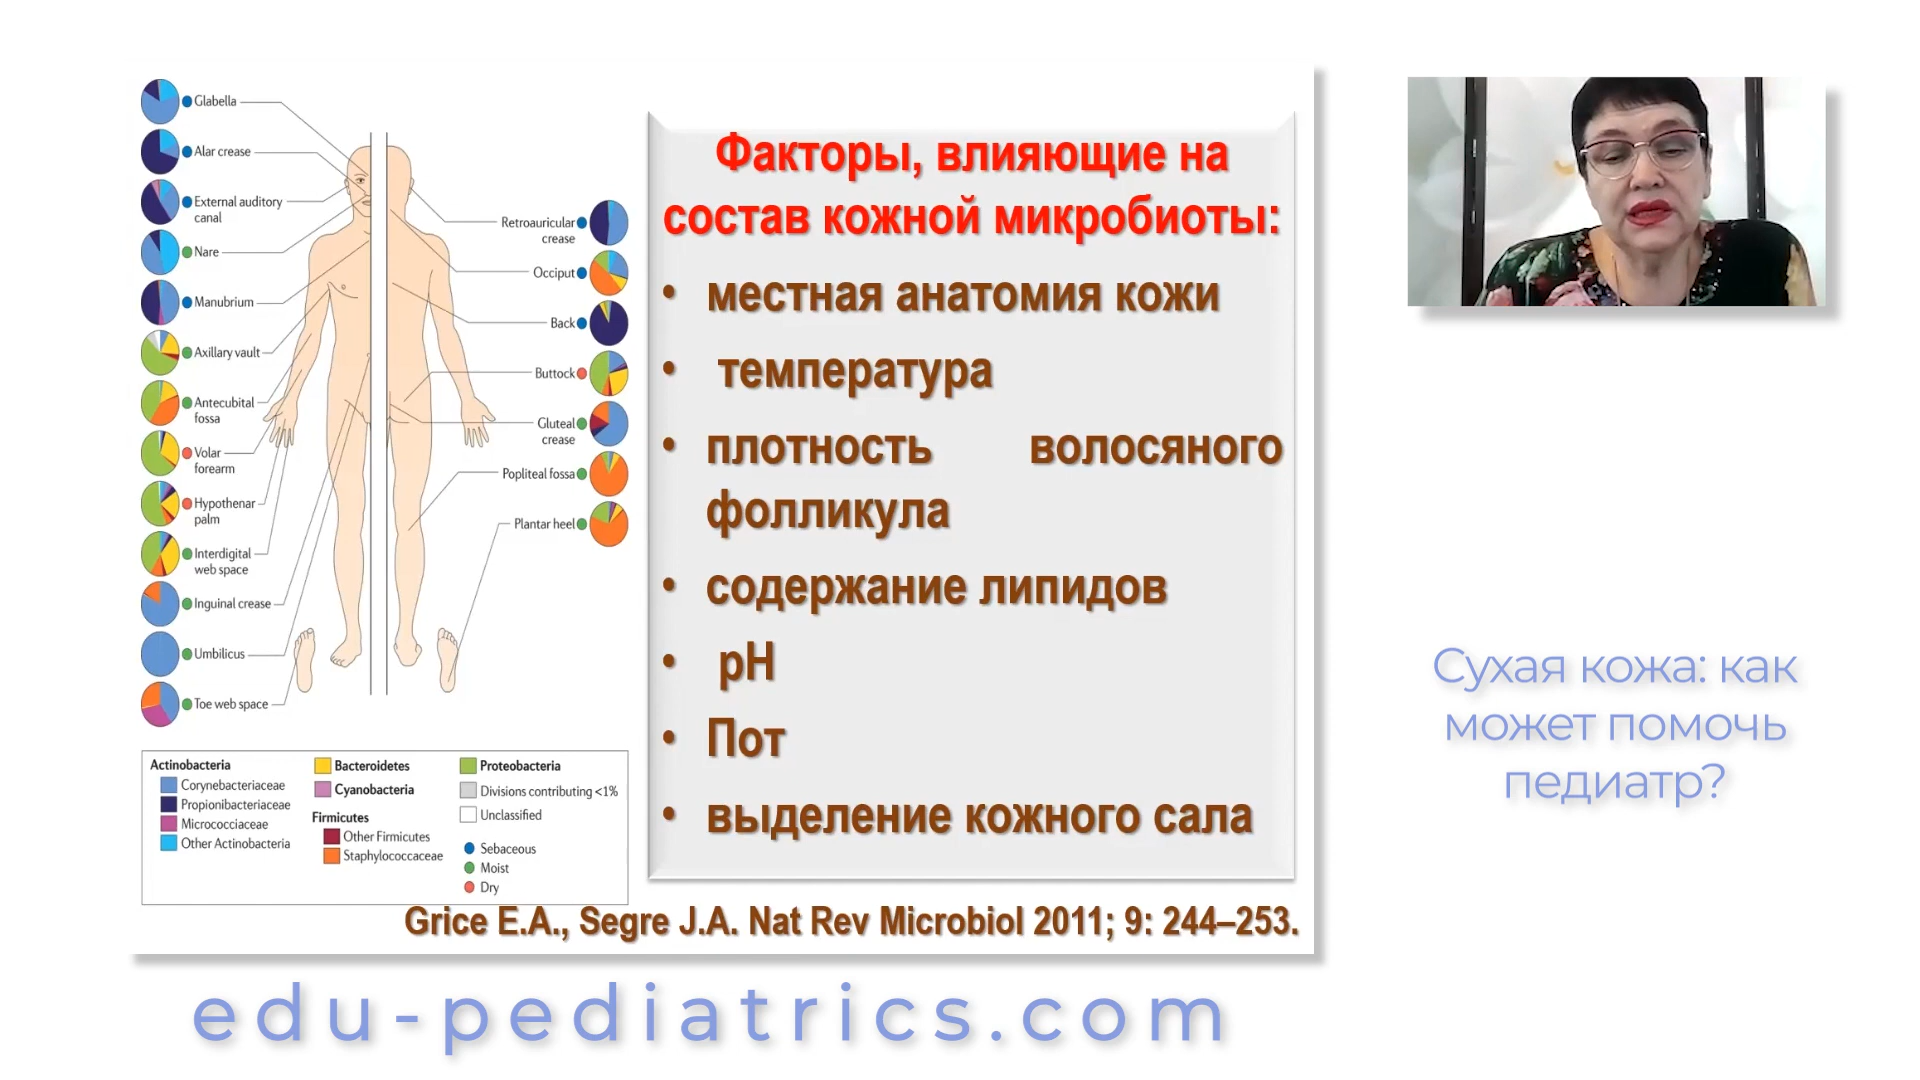 Glabella
Alar crease
External auditory
canal
Nare
Manubrium
Axillary vault
Antecubital
fossa
Volar
forearm
Hypothenar
palm
Interdigital
web space
Inguinal crease
Umbilicus
Toe web space
Retroauricular
crease
Occiput
Back
Buttock
Gluteal
crease
Popliteal fossa
Plantar heel
Actinobacteria
Corynebacteriaceae
Propionibacteriaceae
Micrococciaceae
Other Actinobacteria
Bacteroidetes
Cyanobacteria
Firmicutes
Other Firmicutes
Staphylococcaceae
Proteobacteria
Divisions contributing <1%
Unclassified
Sebaceous
Moist
Dry
Факторы, влияющие на
состав кожной микробиоты:
• местная анатомия кожи
• температура
• плотность волосяного
фолликула
• содержание липидов
• pH
• Пот
• выделение кожного сала
Grice E.A., Segre J.A. Nat Rev Microbiol 2011; 9: 244–253.
Сухая кожа: как
может помочь
педиатр?
edu-pediatrics.com